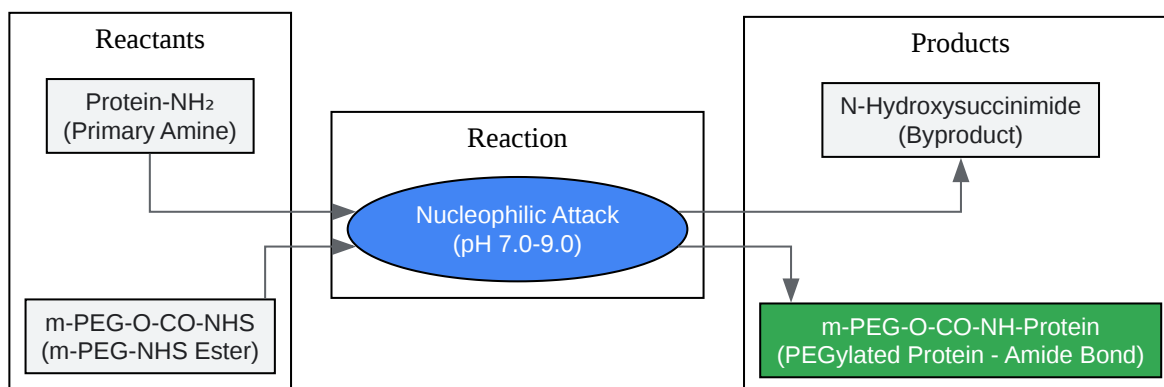 Reactants
Protein-NH₂
(Primary Amine)
m-PEG-O-CO-NHS
(m-PEG-NHS Ester)
Reaction
Nucleophilic Attack
(pH 7.0-9.0)
Products
N-Hydroxysuccinimide
(Byproduct)
m-PEG-O-CO-NH-Protein
(PEGylated Protein - Amide Bond)